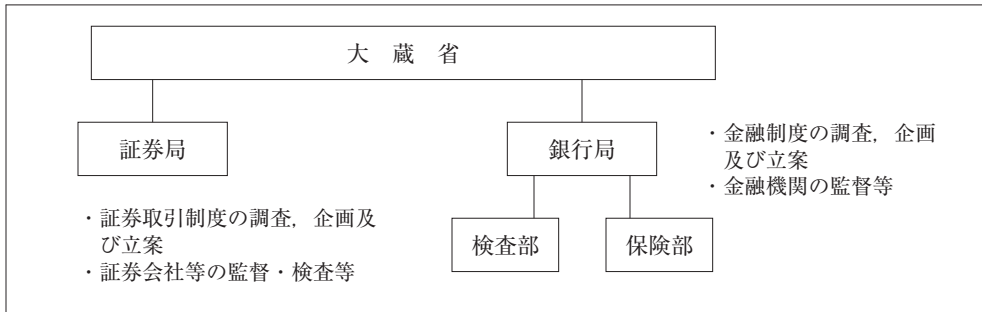 大 蔵 省
証券局
銀行局
・金融制度の調査，企画
及び立案
・金融機関の監督等
・証券取引制度の調査，企画及
び立案
・証券会社等の監督・検査等
検査部
保険部